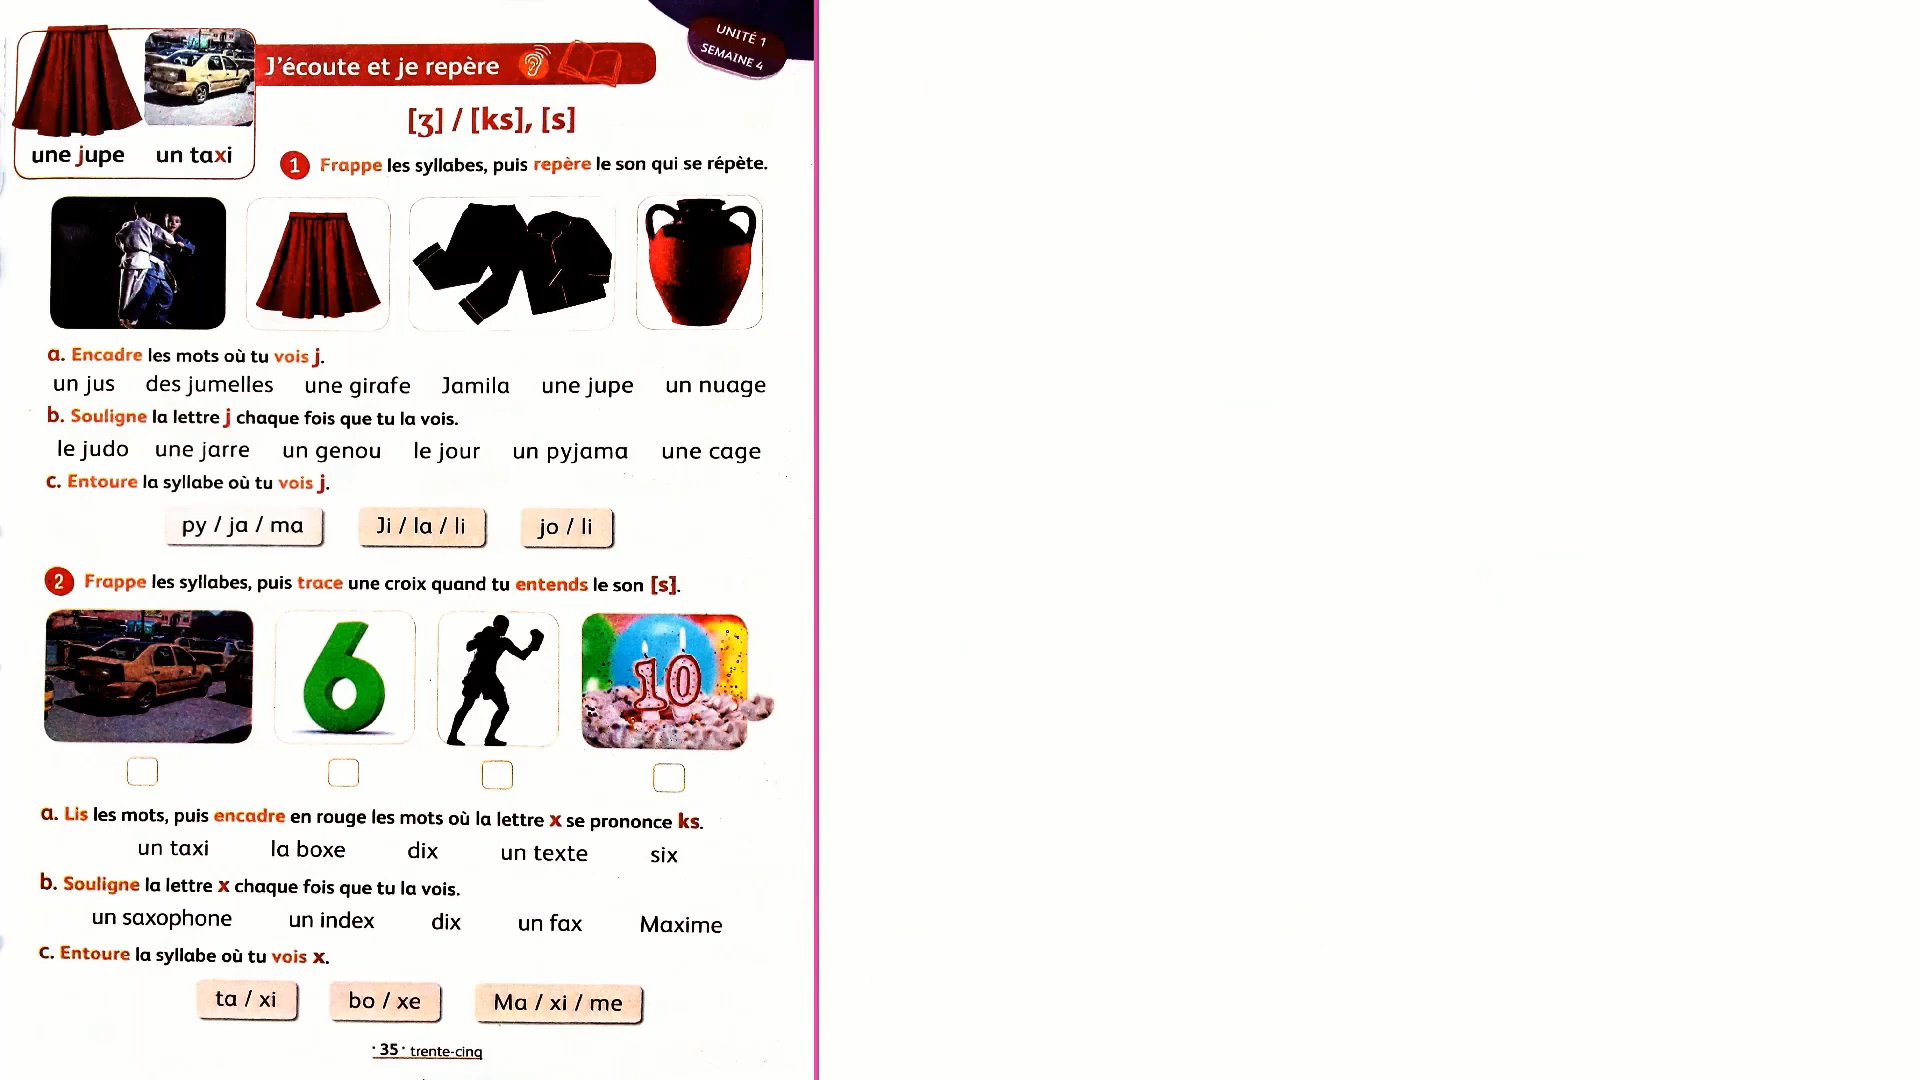 UNITÉ 1
SEMAINE 4
J'écoute et je repère
[ʒ] / [ks], [s]
une jupe un taxi
1 Frappe les syllabes, puis repère le son qui se répète.
a. Encadre les mots où tu vois j.
un jus des jumelles une girafe Jamila une jupe un nuage
b. Souligne la lettre j chaque fois que tu la vois.
le judo une jarre un genou le jour un pyjama une cage
c. Entoure la syllabe où tu vois j.
py / ja / ma Ji / la / li jo / li
2 Frappe les syllabes, puis trace une croix quand tu entends le son [s].
6
10
a. Lis les mots, puis encadre en rouge les mots où la lettre x se prononce ks.
un taxi la boxe dix un texte six
b. Souligne la lettre x chaque fois que tu la vois.
un saxophone un index dix un fax Maxime
c. Entoure la syllabe où tu vois x.
ta / xi bo / xe Ma / xi / me
· 35 · trente-cinq